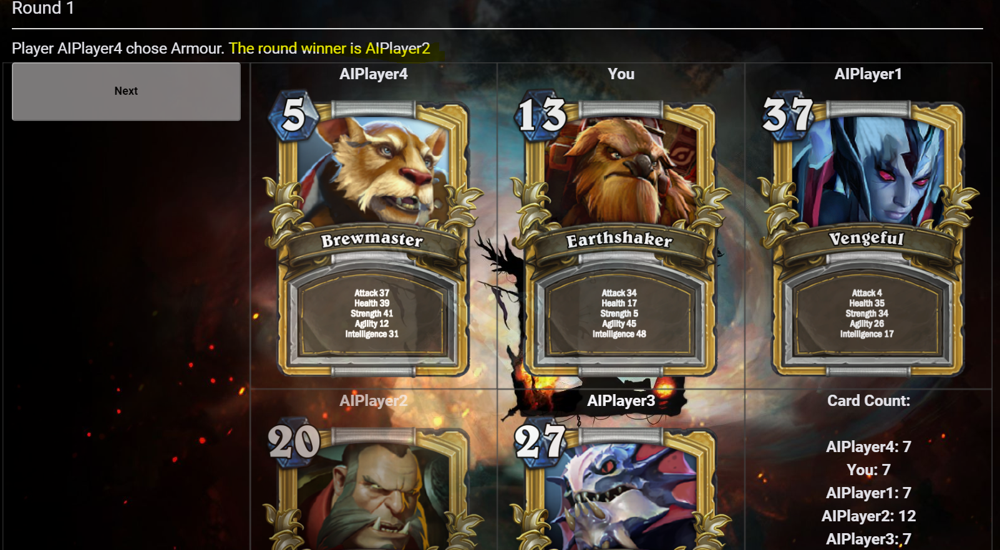 Round 1
Player AIPlayer4 chose Armour. The round winner is AIPlayer2
Next
AIPlayer4
5
Brewmaster
Attack 37
Health 39
Strength 41
Agility 12
Intelligence 31
You
13
Earthshaker
Attack 34
Health 17
Strength 5
Agility 45
Intelligence 48
AIPlayer1
37
Vengeful
Attack 4
Health 35
Strength 34
Agility 26
Intelligence 17
AIPlayer2
20
AIPlayer3
27
Card Count:
AIPlayer4: 7
You: 7
AIPlayer1: 7
AIPlayer2: 12
AIPlayer3: 7